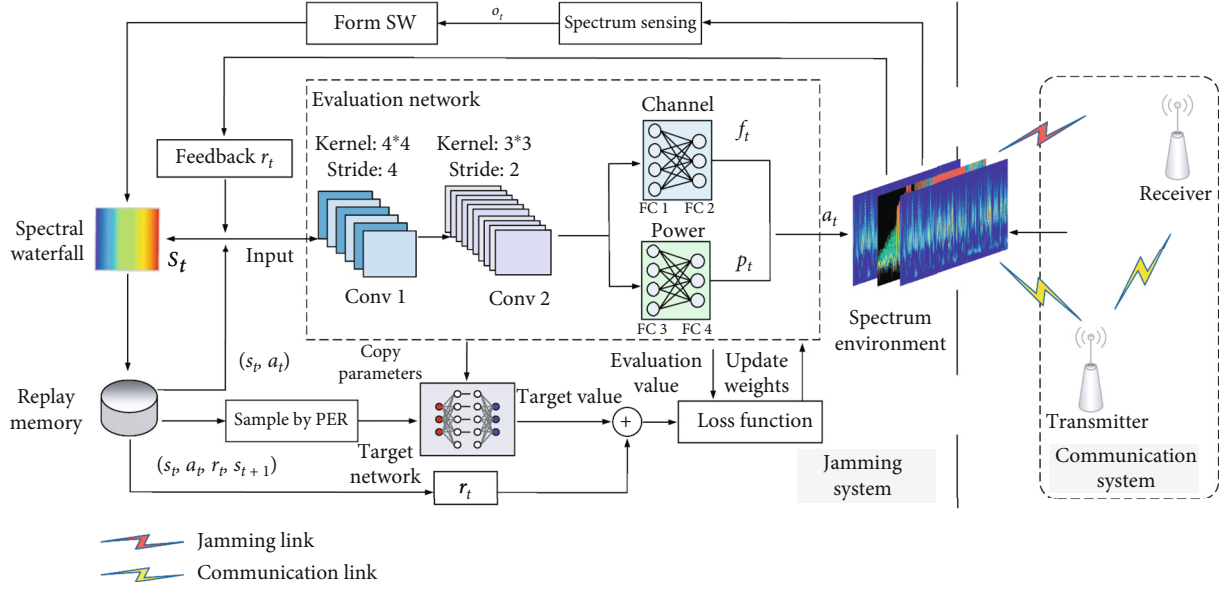 Form SW
o_t
Spectrum sensing
Evaluation network
Channel
Kernel: 4*4
Stride: 4
Kernel: 3*3
Stride: 2
f_t
Feedback r_t
Receiver
FC 1
FC 2
Spectral
waterfall
S_t
Input
Power
a_t
p_t
Conv 1
Conv 2
FC 3
FC 4
Spectrum
environment
(s_t, a_t)
Copy
parameters
Evaluation
value
Update
weights
Replay
memory
Sample by PER
Target value
+
Loss function
Transmitter
(s_t, a_t, r_t, s_{t+1})
Target
network
r_t
Jamming
system
Communication
system
Jamming link
Communication link